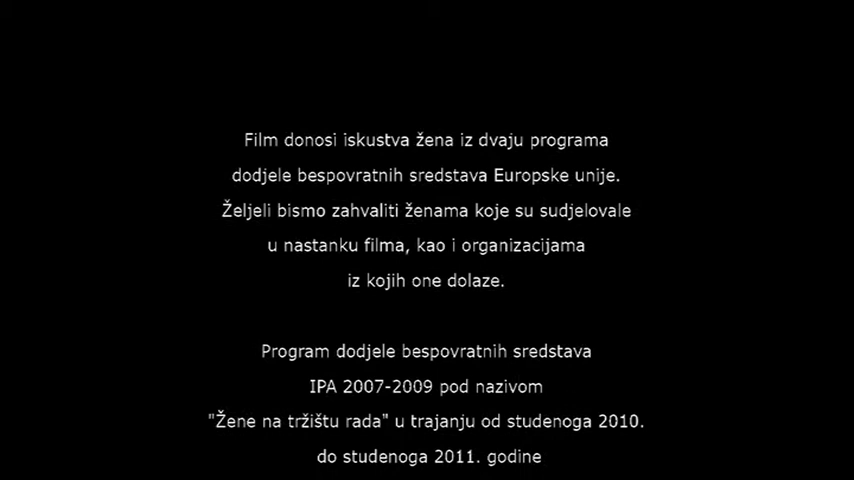 Film donosi iskustva žena iz dvaju programa
dodjele bespovratnih sredstava Europske unije.
Željeli bismo zahvaliti ženama koje su sudjelovale
u nastanku filma, kao i organizacijama
iz kojih one dolaze.
Program dodjele bespovratnih sredstava
IPA 2007-2009 pod nazivom
"Žene na tržištu rada" u trajanju od studenoga 2010.
do studenoga 2011. godine